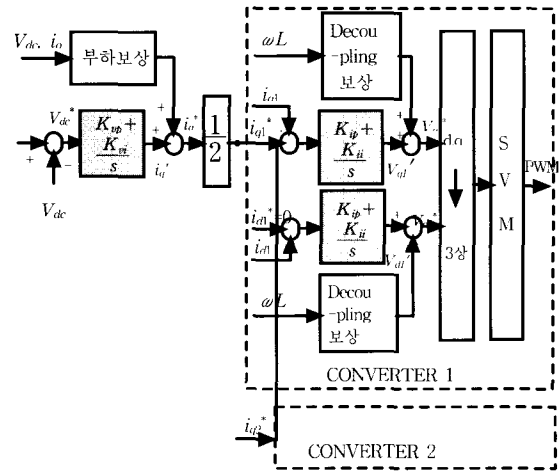 V_dc, i_o
부하보상
V_dc*
+
-
V_dc
K_vp +
K_vi
s
i_q'
+
+
i_q*
1
2
ωL
Decou
-pling
보상
i_q1
i_q1*
K_ip +
K_ii
s
V_q1'
dq
3상
S
V
M
PWM
i_d1* = 0
i_d1
K_ip +
K_ii
s
V_d1'
ωL
Decou
-pling
보상
CONVERTER 1
i_q2*
CONVERTER 2